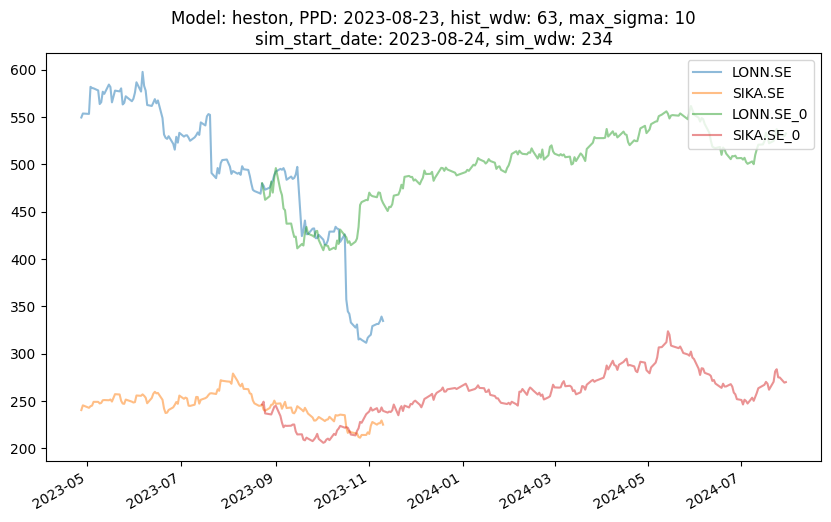 Model: heston, PPD: 2023-08-23, hist_wdw: 63, max_sigma: 10
sim_start_date: 2023-08-24, sim_wdw: 234
LONN.SE
SIKA.SE
LONN.SE_0
SIKA.SE_0
600
550
500
450
400
350
300
250
200
2023-05
2023-07
2023-09
2023-11
2024-01
2024-03
2024-05
2024-07